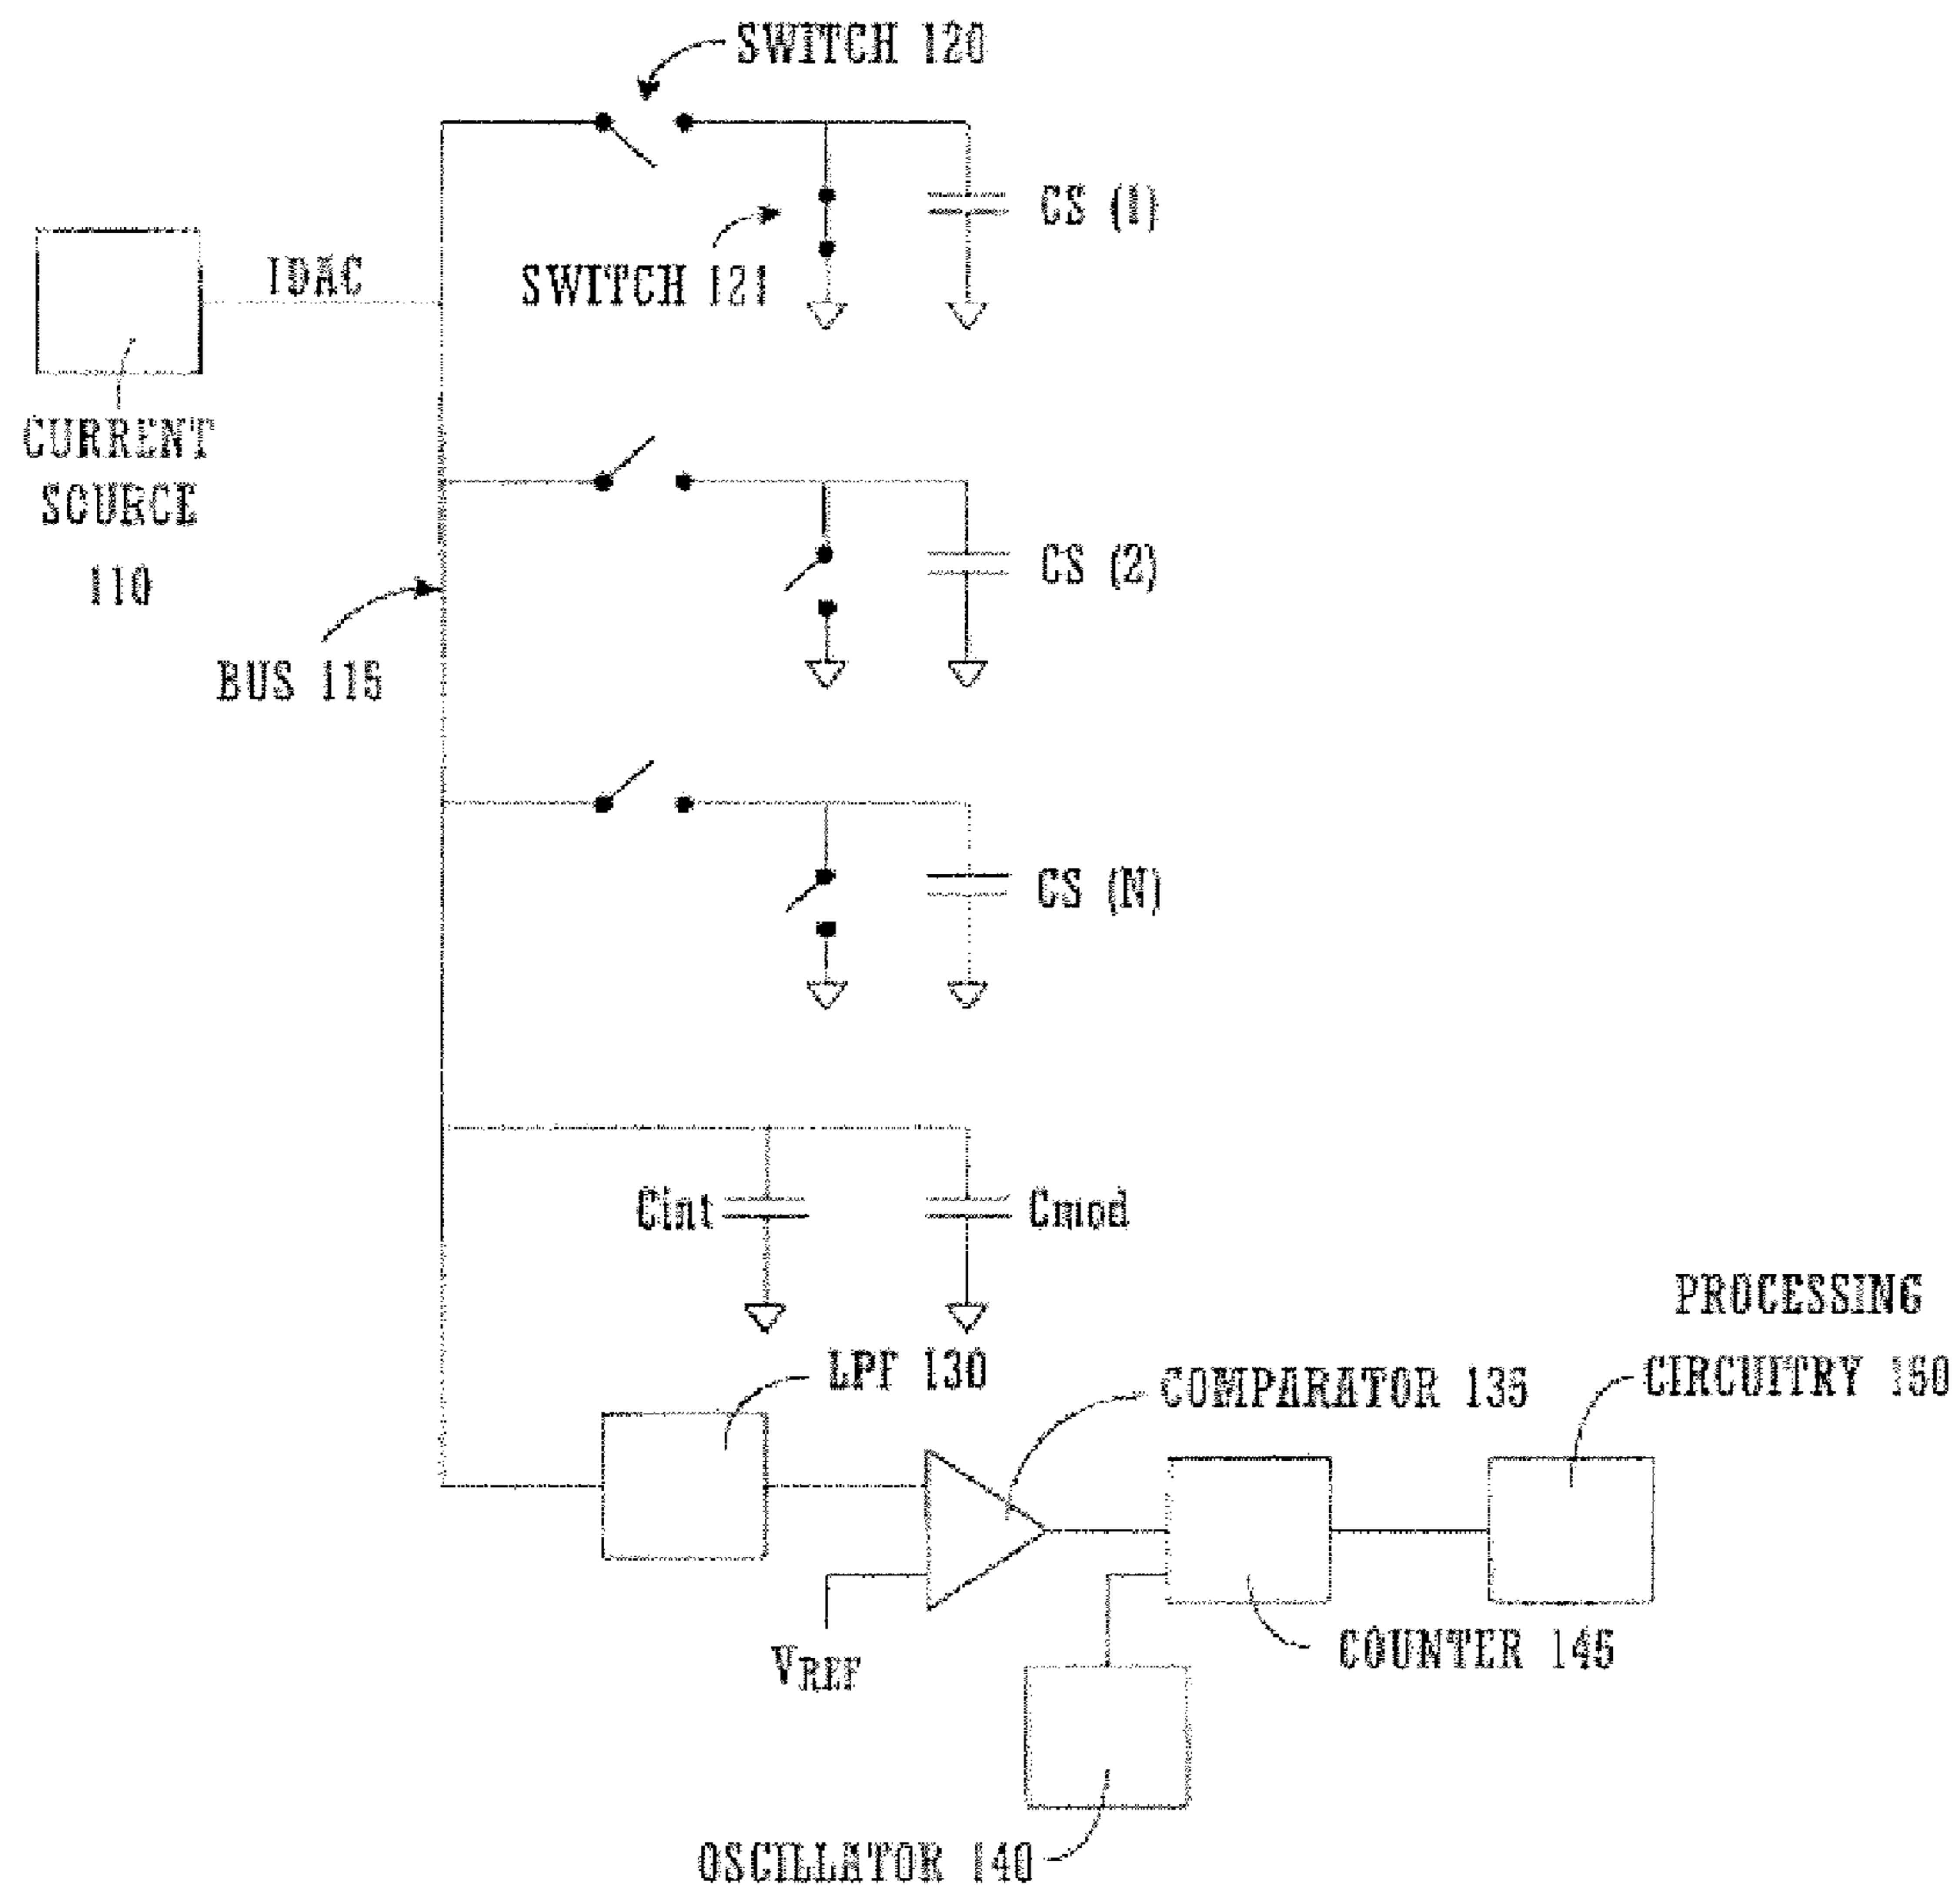 SWITCH 120
CS (1)
IDAC
SWITCH 121
CURRENT
SOURCE
110
CS (2)
BUS 115
CS (N)
Cint
Cmod
PROCESSING
CIRCUITRY 150
LPF 130
COMPARATOR 135
COUNTER 145
VREF
OSCILLATOR 140